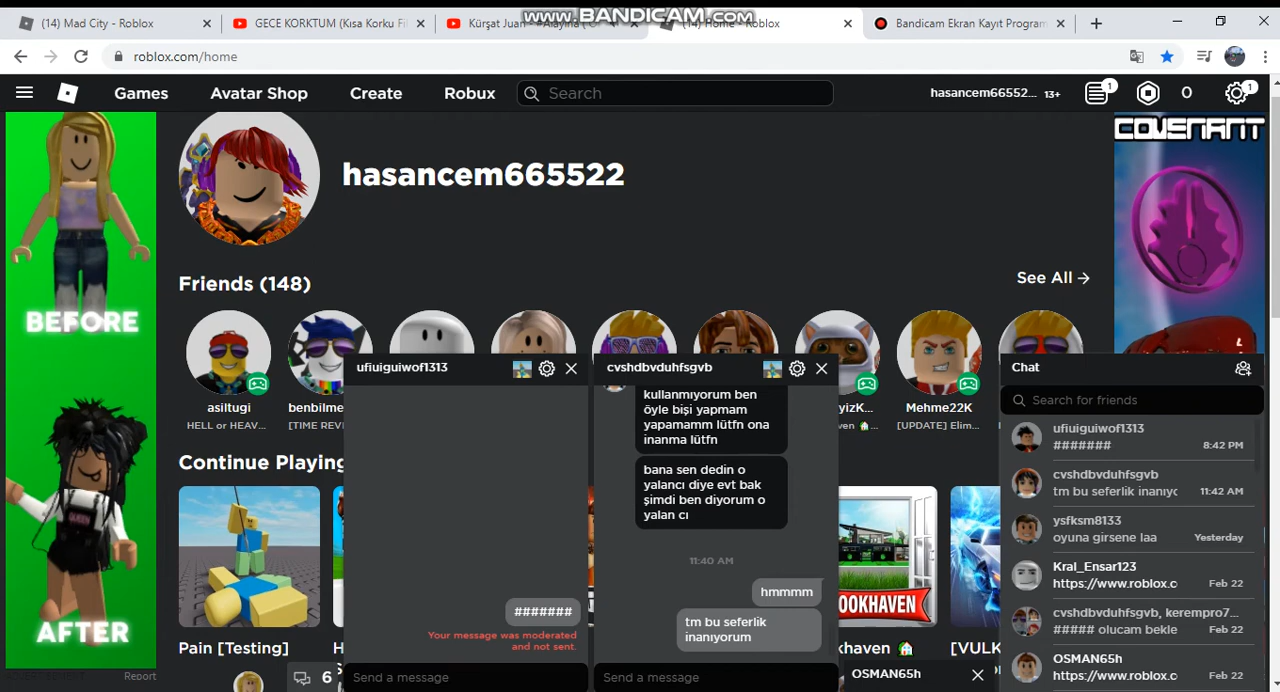 www.BANDICAM.com
(14) Mad City - Roblox
GECE KORKTUM (Kısa Korku Fi
Kürşat Juan -
(14) Home - Roblox
Bandicam Ekran Kayıt Program
roblox.com/home
Games
Avatar Shop
Create
Robux
Search
hasancem66552...
13+
1
0
1
COVENANT
hasancem665522
Friends (148)
See All →
BEFORE
AFTER
asiltugi
HELL or HEAV...
benbilme
[TIME REVI
Mehme22K
[UPDATE] Elim...
Continue Playing
Pain [Testing]
OOKHAVEN
khaven
[VULK
ADVERTISEMENT
Report
6
ufiuiguiwof1313
#######
Your message was moderated
and not sent.
Send a message
cvshdbvduhfsgvb
kullanmıyorum ben
öyle bişi yapmam
yapamamm lütfn ona
inanma lütfn
bana sen dedin o
yalancı diye evt bak
şimdi ben diyorum o
yalan cı
11:40 AM
hmmmm
tm bu seferlik
inanıyorum
Send a message
OSMAN65h
Chat
Search for friends
ufiuiguiwof1313
#######
8:42 PM
cvshdbvduhfsgvb
tm bu seferlik inanıyc
11:42 AM
ysfksm8133
oyuna girsene laa
Yesterday
Kral_Ensar123
https://www.roblox.c
Feb 22
cvshdbvduhfsgvb, kerempro7...
##### olucam bekle
Feb 22
OSMAN65h
https://www.roblox.c
Feb 22